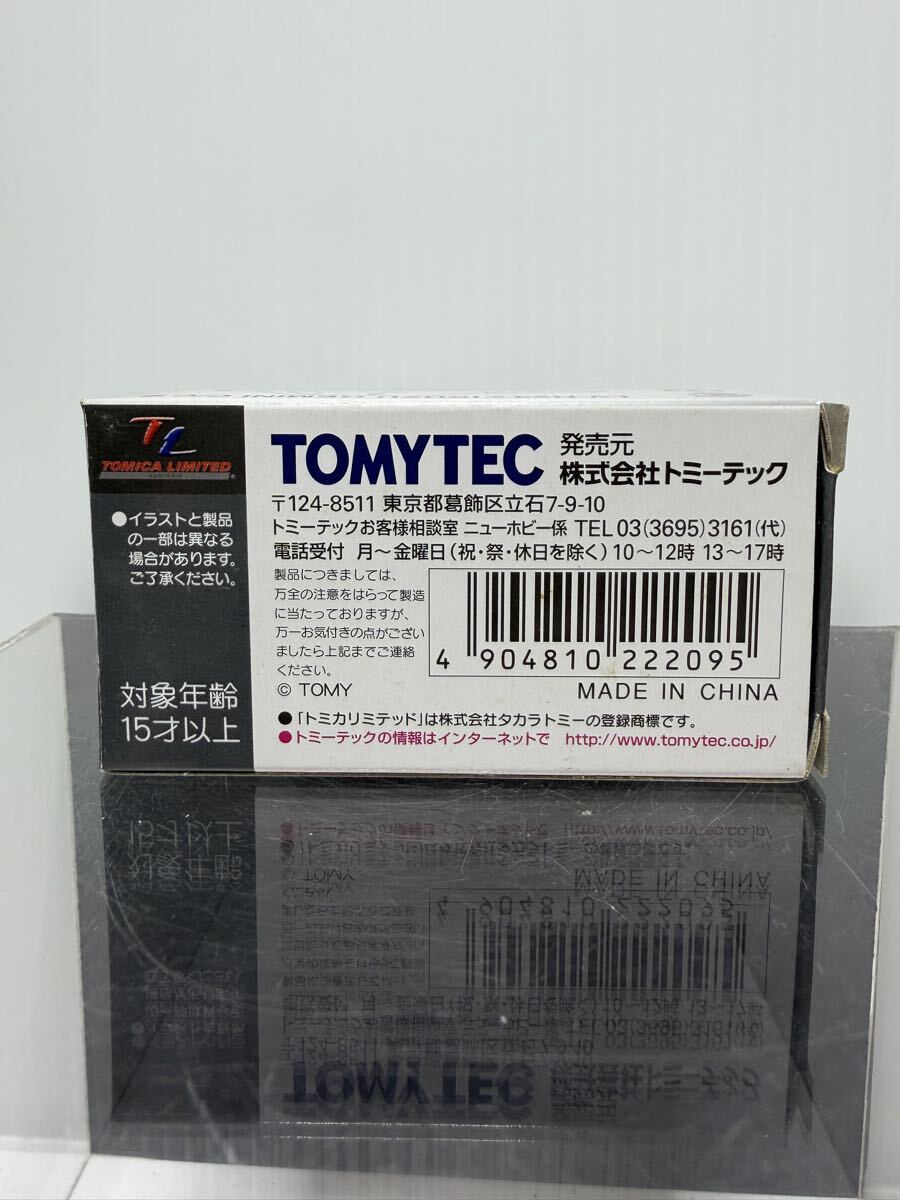 TL
TOMICA LIMITED
●イラストと製品
の一部は異なる
場合があります。
ご了承ください。
対象年齢
15才以上
TOMYTEC
発売元
株式会社トミーテック
〒124-8511 東京都葛飾区立石7-9-10
トミーテックお客様相談室 ニューホビー係 TEL 03(3695)3161(代)
電話受付 月〜金曜日(祝・祭・休日を除く)10〜12時 13〜17時
製品につきましては、
万全の注意をはらって製造
に当たっておりますが、
万一お気付きの点がござい
ましたら上記までご連絡
ください。
© TOMY
4 904810 222095
MADE IN CHINA
●「トミカリミテッド」は株式会社タカラトミーの登録商標です。
●トミーテックの情報はインターネットで http://www.tomytec.co.jp/